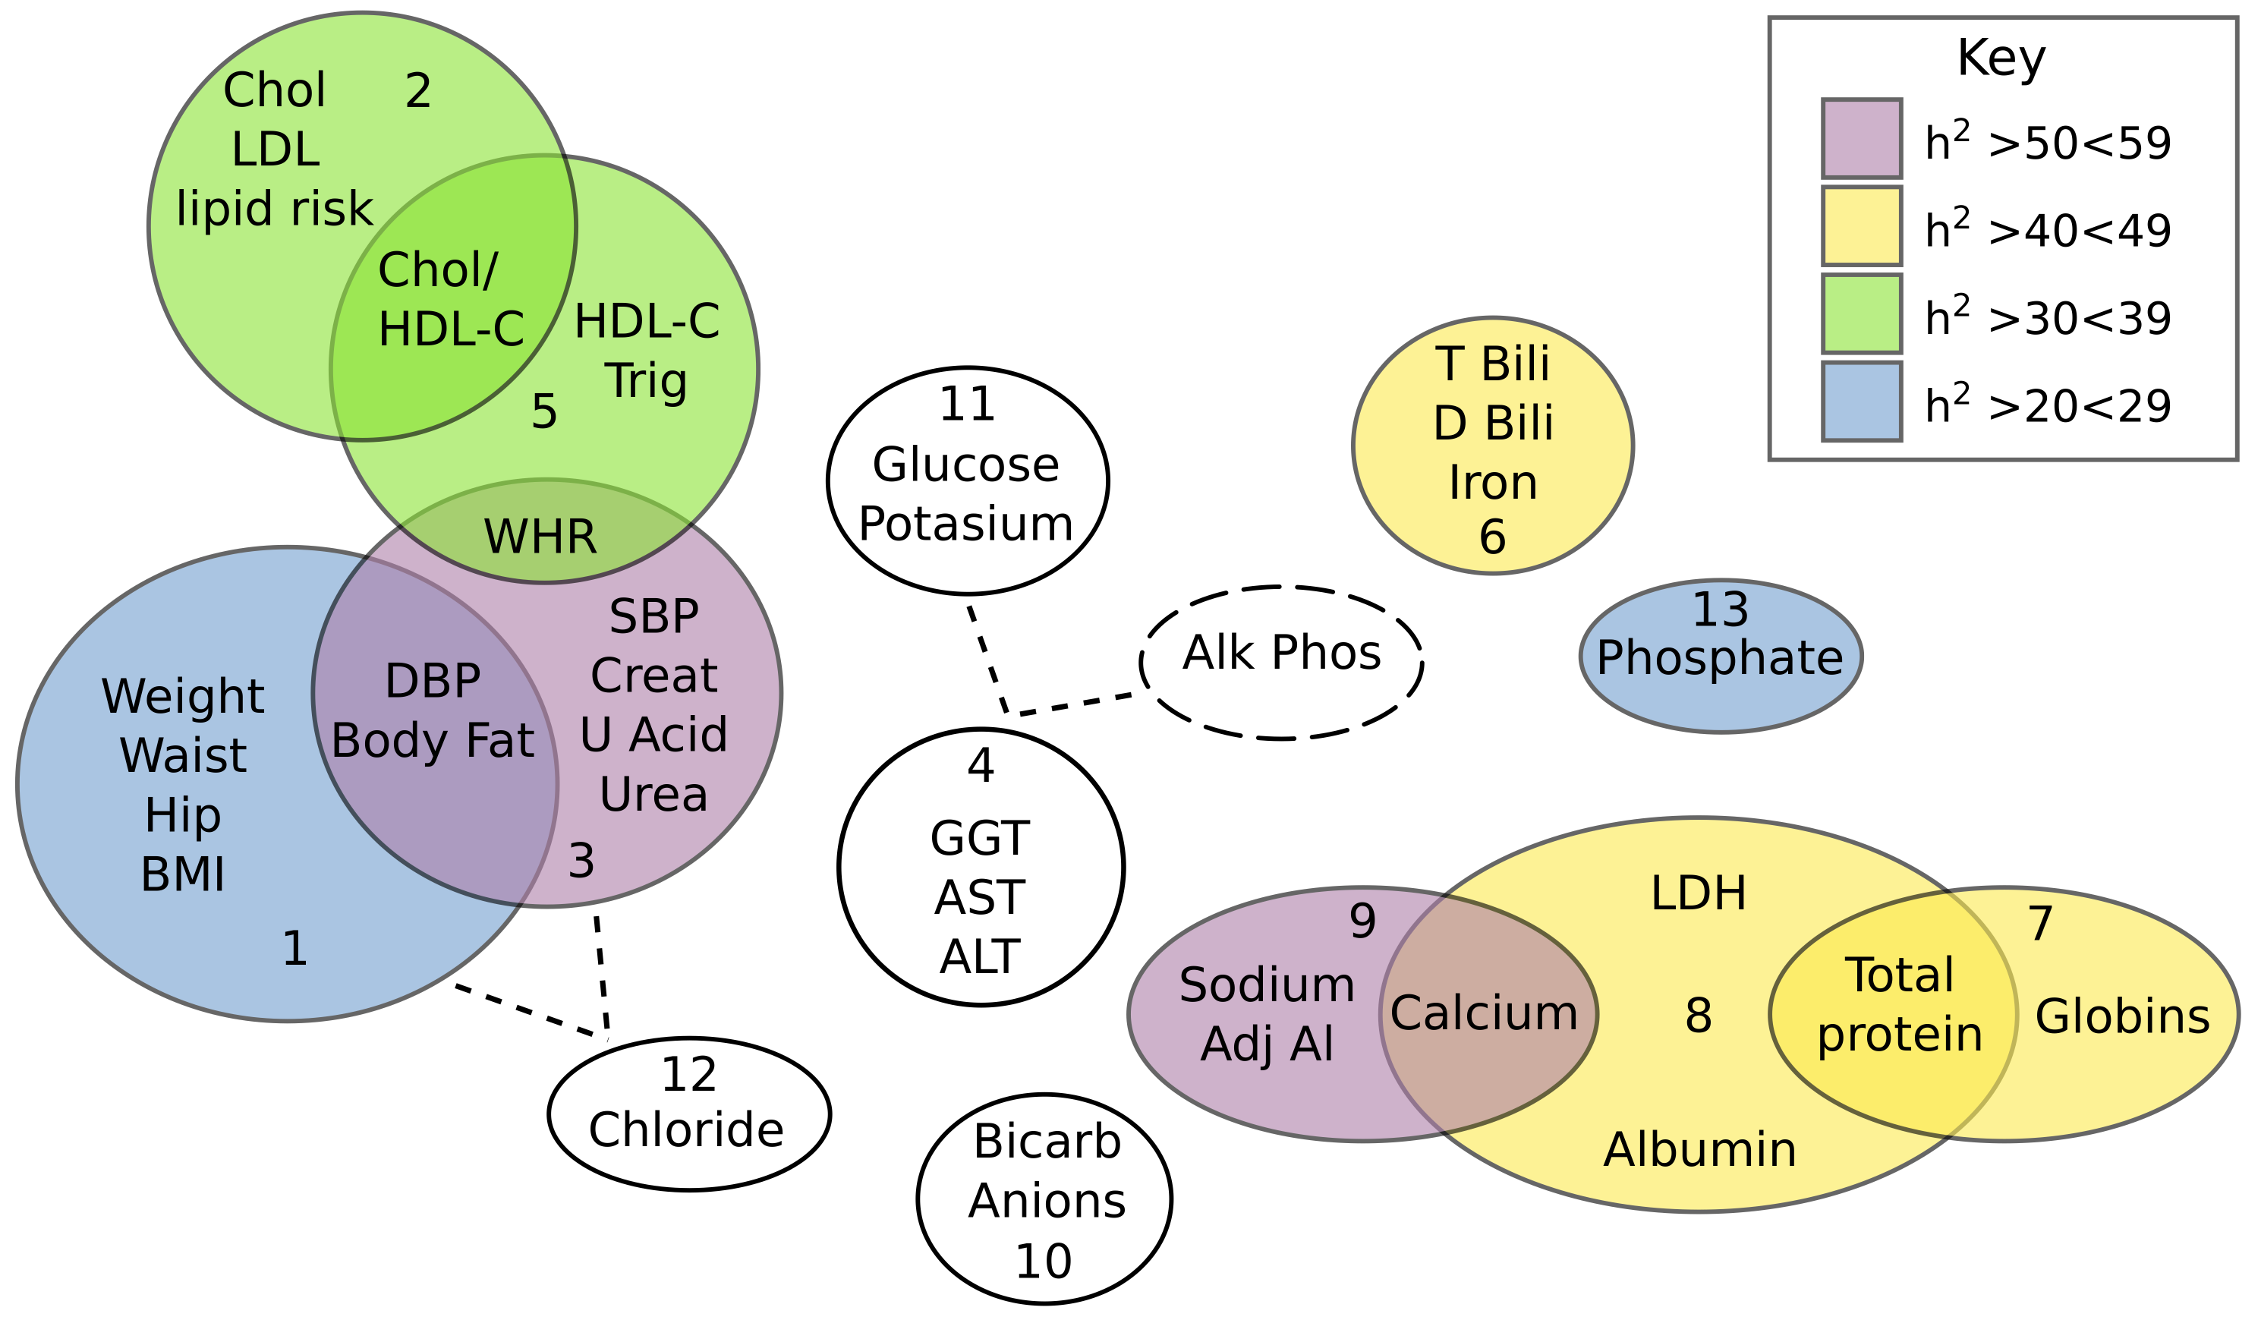 Chol
2
LDL
lipid risk
Chol/
HDL-C
HDL-C
Trig
5
WHR
SBP
Creat
U Acid
Urea
3
DBP
Body Fat
Weight
Waist
Hip
BMI
1
12
Chloride
11
Glucose
Potasium
Alk Phos
4
GGT
AST
ALT
Bicarb
Anions
10
T Bili
D Bili
Iron
6
13
Phosphate
9
Sodium
Adj Al
Calcium
LDH
8
Albumin
Total
protein
7
Globins
Key
h² >50<59
h² >40<49
h² >30<39
h² >20<29